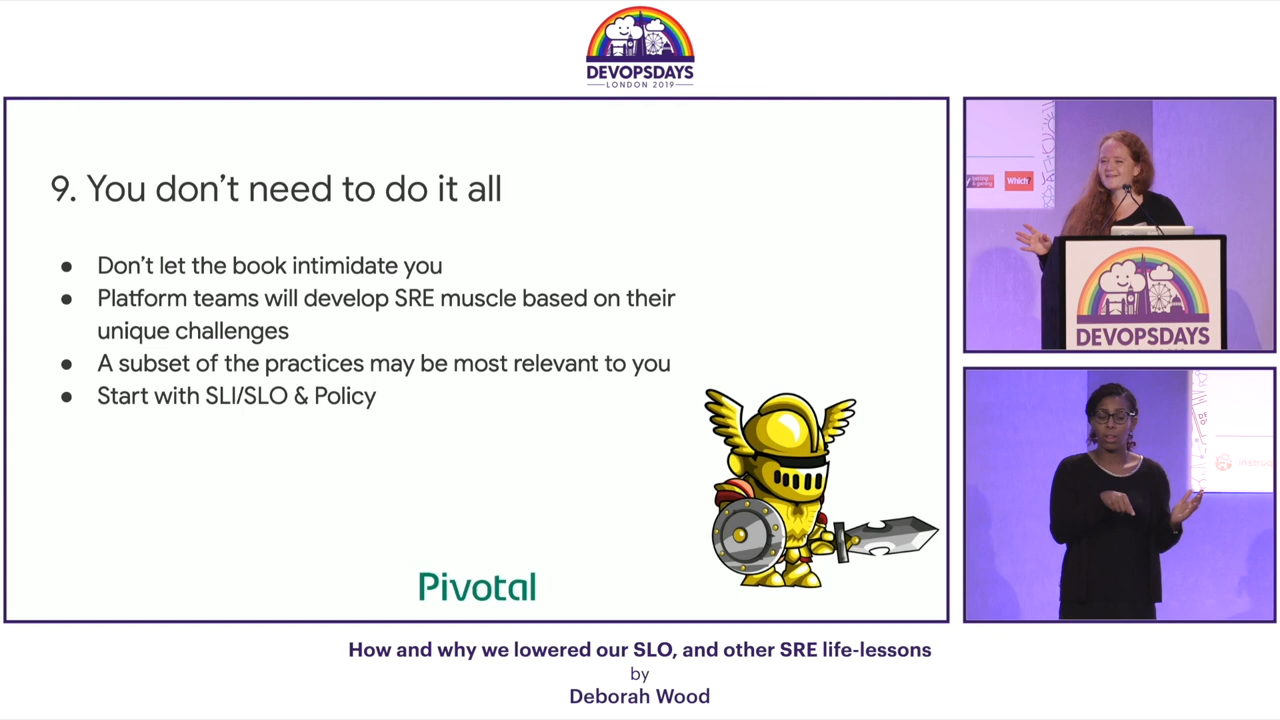 DEVOPSDAYS
LONDON 2019
9. You don't need to do it all
● Don't let the book intimidate you
● Platform teams will develop SRE muscle based on their
unique challenges
● A subset of the practices may be most relevant to you
● Start with SLI/SLO & Policy
Pivotal
Which?
DEVOPSDAYS
How and why we lowered our SLO, and other SRE life-lessons
by
Deborah Wood